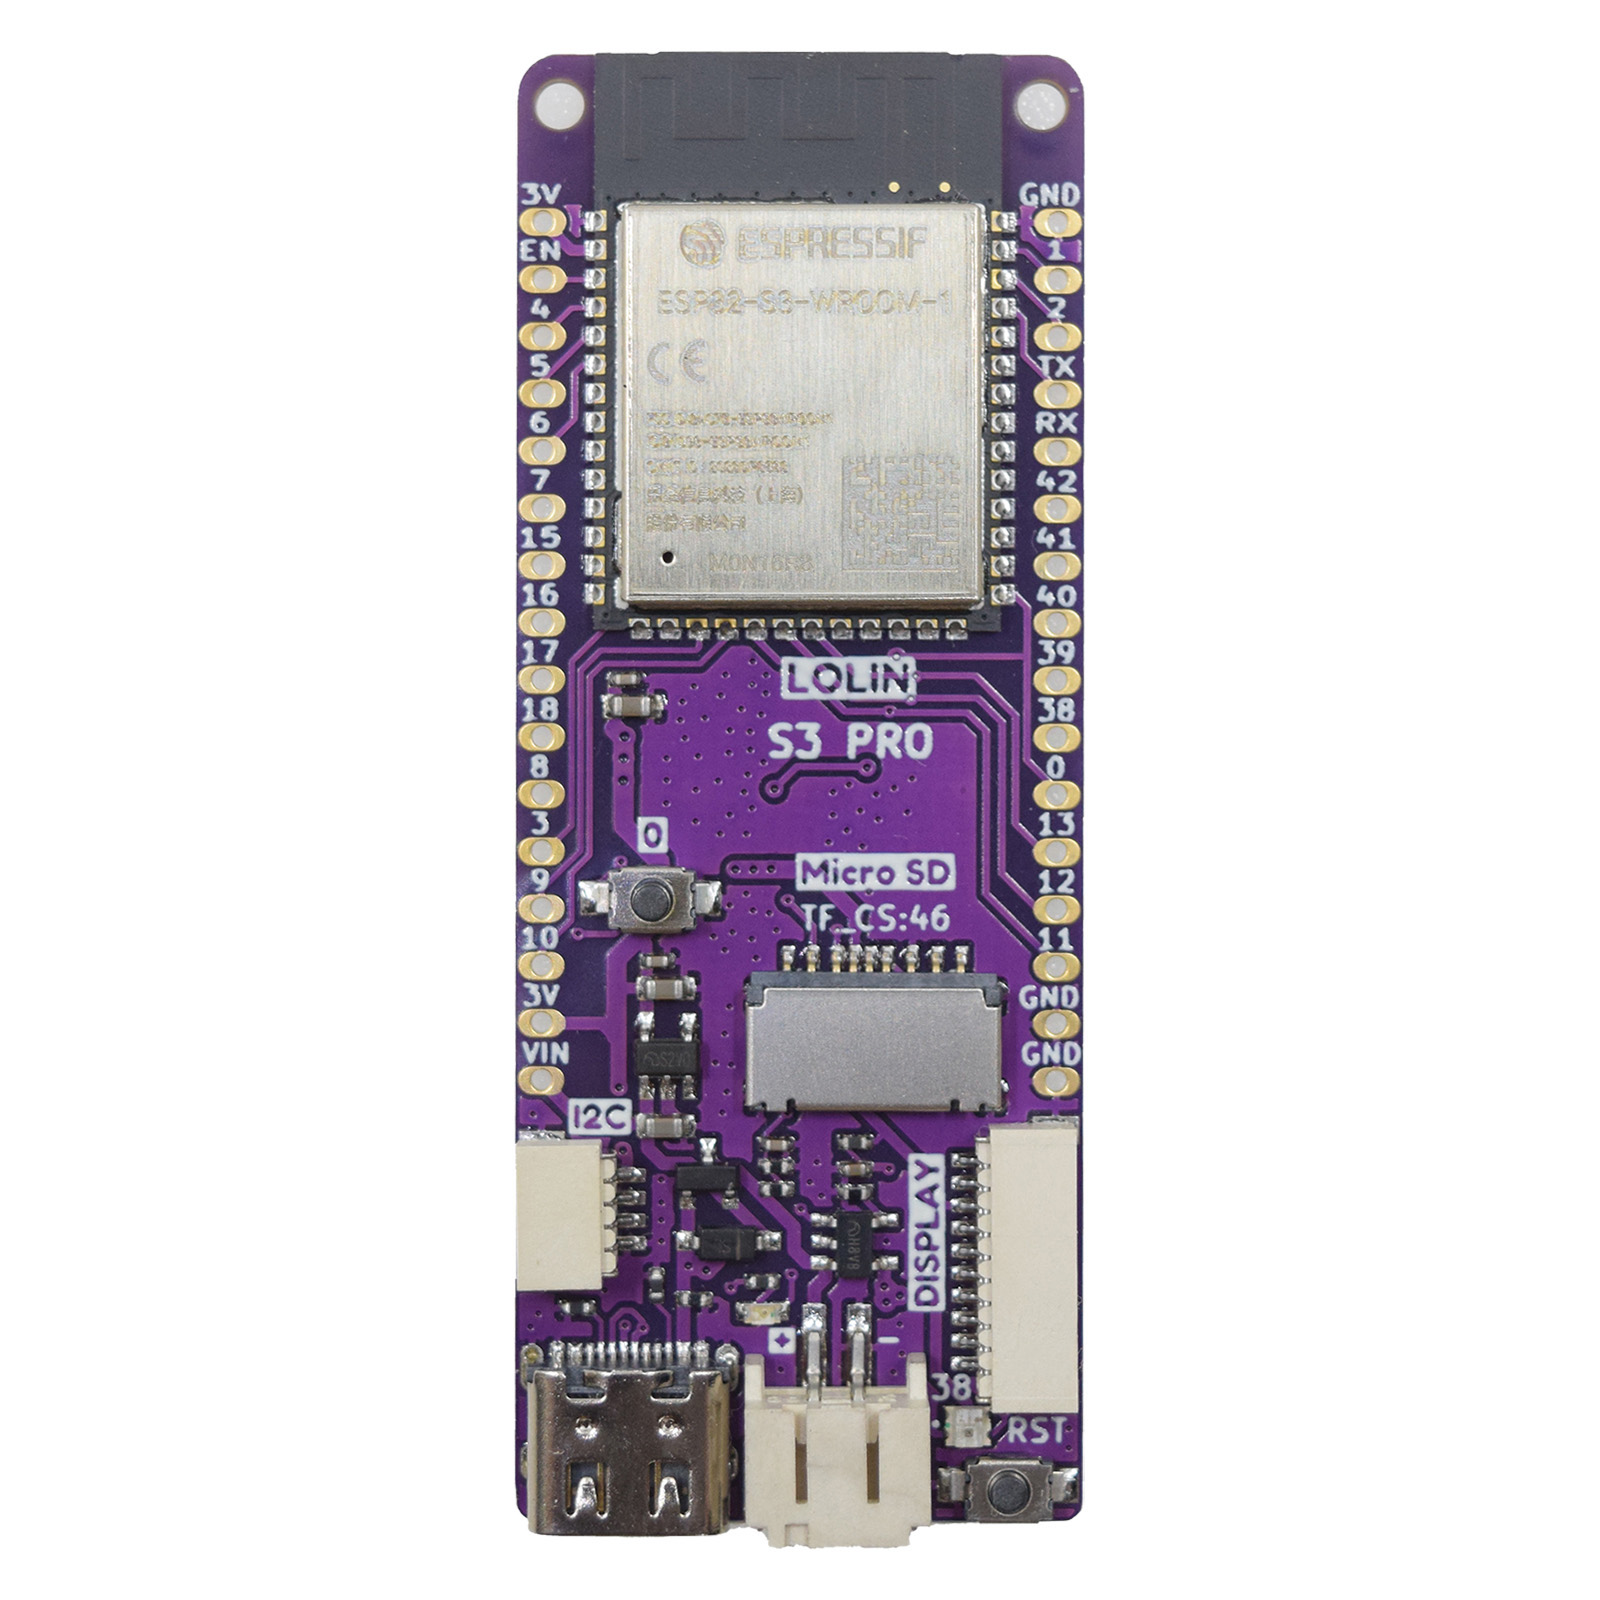 3V
EN
4
5
6
7
15
16
17
18
8
3
9
10
3V
VIN
GND
1
2
TX
RX
42
41
40
39
38
0
13
12
11
GND
GND
ESPRESSIF
ESP32-S3-WROOM-1
CE
LOLIN
S3 PRO
0
Micro SD
TF_CS:46
I2C
DISPLAY
+ -
38
RST